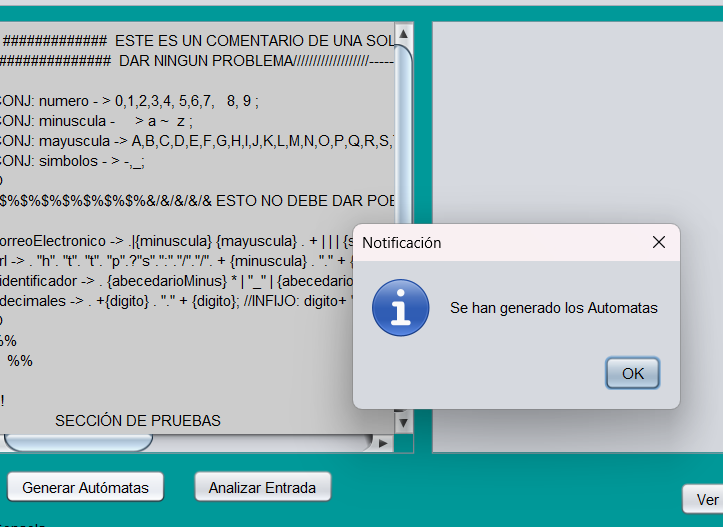 ############# ESTE ES UN COMENTARIO DE UNA SOL
############## DAR NINGUN PROBLEMA///////////////////-----
CONJ: numero - > 0,1,2,3,4, 5,6,7, 8, 9 ;
CONJ: minuscula - > a ~ z ;
CONJ: mayuscula -> A,B,C,D,E,F,G,H,I,J,K,L,M,N,O,P,Q,R,S,
CONJ: simbolos - > -,_;
$%$%$%$%$%$%$%&/&/&/&/& ESTO NO DEBE DAR POB
orreoElectronico -> .|{minuscula} {mayuscula} . + | | | {s
rl -> . "h". "t". "t". "p".?"s".":"."/"."/". + {minuscula} . "." + {
identificador -> . {abecedarioMinus} * | "_" | {abecedario
decimales -> . +{digito} . "." + {digito}; //INFIJO: digito+ "
%%
%%
!
SECCIÓN DE PRUEBAS
Notificación
Se han generado los Automatas
OK
Generar Autómatas
Analizar Entrada
Ver